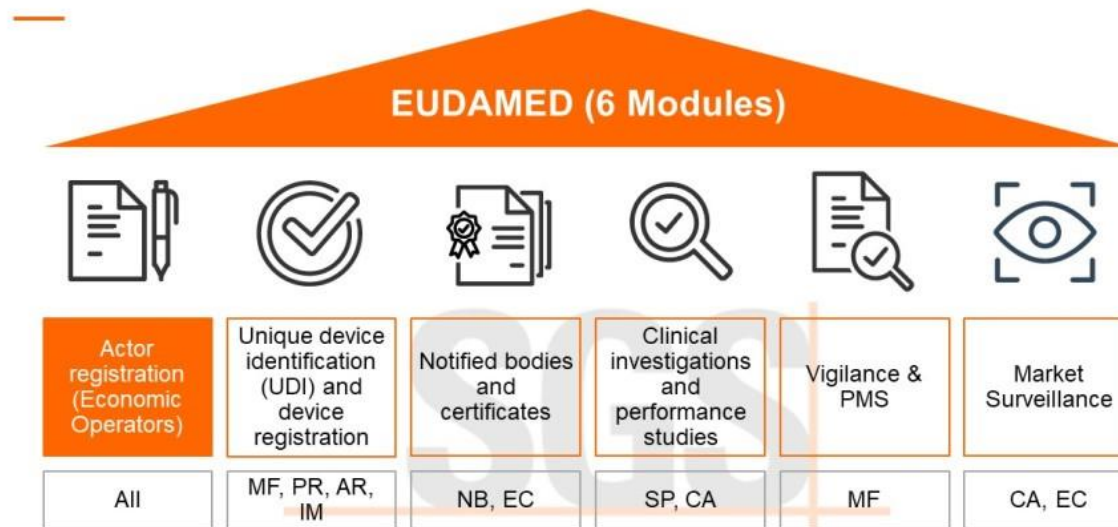 EUDAMED (6 Modules)
Actor
registration
(Economic
Operators)
Unique device
identification
(UDI) and
device
registration
Notified bodies
and
certificates
Clinical
investigations
and
performance
studies
Vigilance &
PMS
Market
Surveillance
All
MF, PR, AR,
IM
NB, EC
SP, CA
MF
CA, EC
SGS